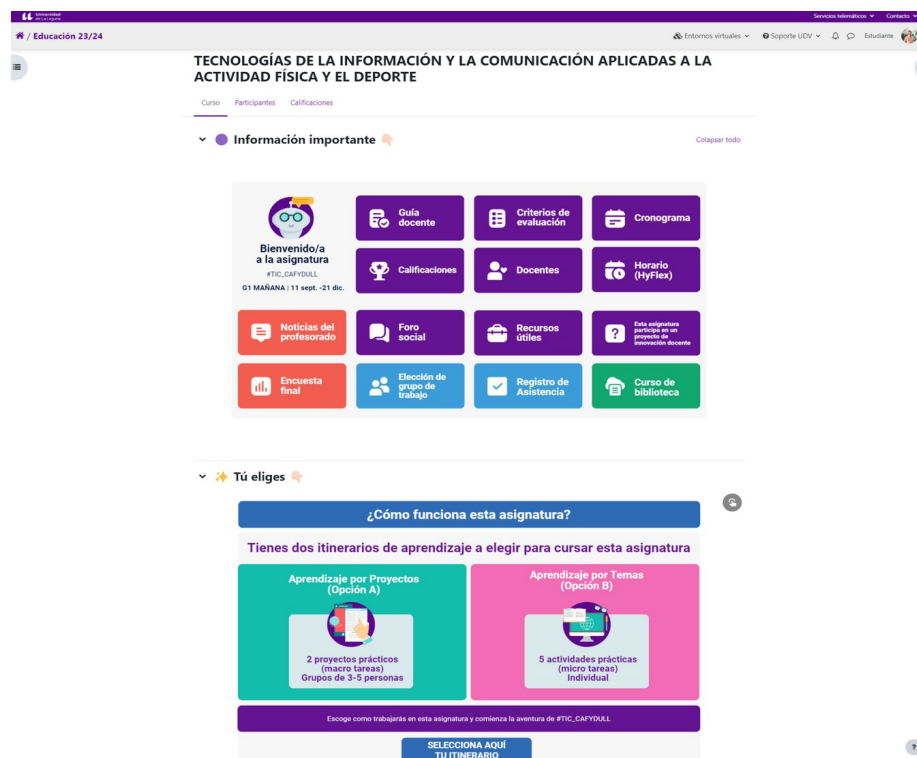 Universidad
de La Laguna
Servicios telemáticos
Contacto
/ Educación 23/24
Entornos virtuales
Soporte UDV
Estudiante
TECNOLOGÍAS DE LA INFORMACIÓN Y LA COMUNICACIÓN APLICADAS A LA
ACTIVIDAD FÍSICA Y EL DEPORTE
Curso
Participantes
Calificaciones
Información importante
Colapsar todo
Bienvenido/a
a la asignatura
#TIC_CAFYDULL
G1 MAÑANA | 11 sept. -21 dic.
Guía
docente
Criterios de
evaluación
Cronograma
Calificaciones
Docentes
Horario
(HyFlex)
Noticias del
profesorado
Foro
social
Recursos
útiles
?
Esta asignatura
participa en un
proyecto de
innovación docente
Encuesta
final
Elección de
grupo de
trabajo
Registro de
Asistencia
Curso de
biblioteca
Tú eliges
¿Cómo funciona esta asignatura?
Tienes dos itinerarios de aprendizaje a elegir para cursar esta asignatura
Aprendizaje por Proyectos
(Opción A)
2 proyectos prácticos
(macro tareas)
Grupos de 3-5 personas
Aprendizaje por Temas
(Opción B)
5 actividades prácticas
(micro tareas)
Individual
Escoge como trabajarás en esta asignatura y comienza la aventura de #TIC_CAFYDULL
SELECCIONA AQUÍ
TU ITINERARIO
?